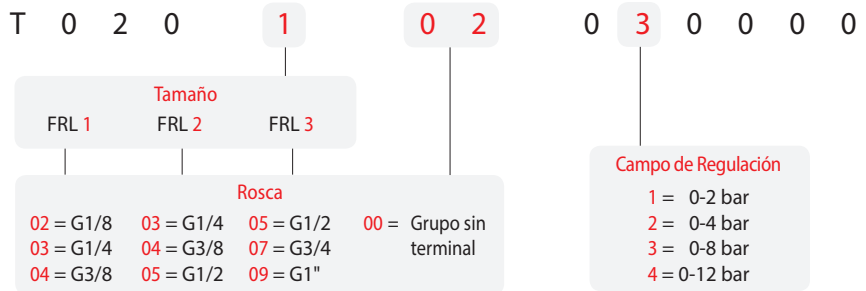 T 0 2 0 1 0 2 0 3 0 0 0 0
Tamaño
FRL 1 FRL 2 FRL 3
Campo de Regulación
Rosca
1 = 0-2 bar
02 = G1/8 03 = G1/4 05 = G1/2 00 = Grupo sin
2 = 0-4 bar
03 = G1/4 04 = G3/8 07 = G3/4 terminal
3 = 0-8 bar
04 = G3/8 05 = G1/2 09 = G1"
4 = 0-12 bar